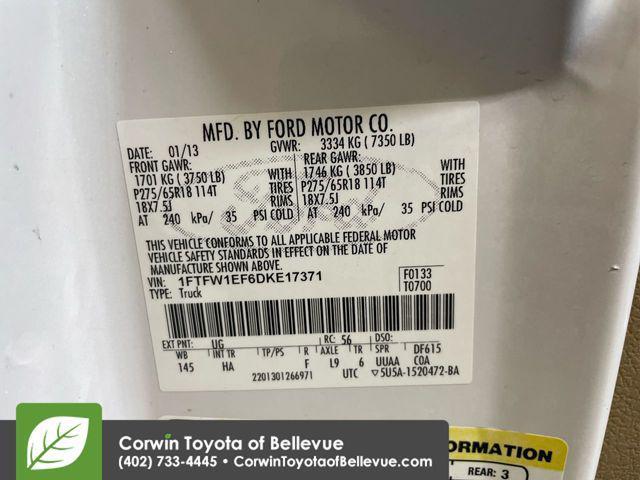 MFD. BY FORD MOTOR CO.
DATE: 01/13 GVWR: 3334 KG ( 7350 LB)
FRONT GAWR: REAR GAWR:
1701 KG ( 3750 LB) WITH 1746 KG ( 3850 LB) WITH
P275/65R18 114T TIRES P275/65R18 114T TIRES
18X7.5J RIMS 18X7.5J RIMS
AT 240 kPa/ 35 PSI COLD AT 240 kPa/ 35 PSI COLD
THIS VEHICLE CONFORMS TO ALL APPLICABLE FEDERAL MOTOR
VEHICLE SAFETY STANDARDS IN EFFECT ON THE DATE OF
MANUFACTURE SHOWN ABOVE.
VIN: 1FTFW1EF6DKE17371 F0133
TYPE: Truck T0700
EXT PNT: UG RC: 56 DSO:
WB INT TR TP/PS R AXLE TR SPR DF615
145 HA F L9 6 UUAA COA
2201301266971 UTC ▽5U5A-1520472-BA
Ford
ORMATION
REAR: 3
Corwin Toyota of Bellevue
(402) 733-4445 • CorwinToyotaofBellevue.com